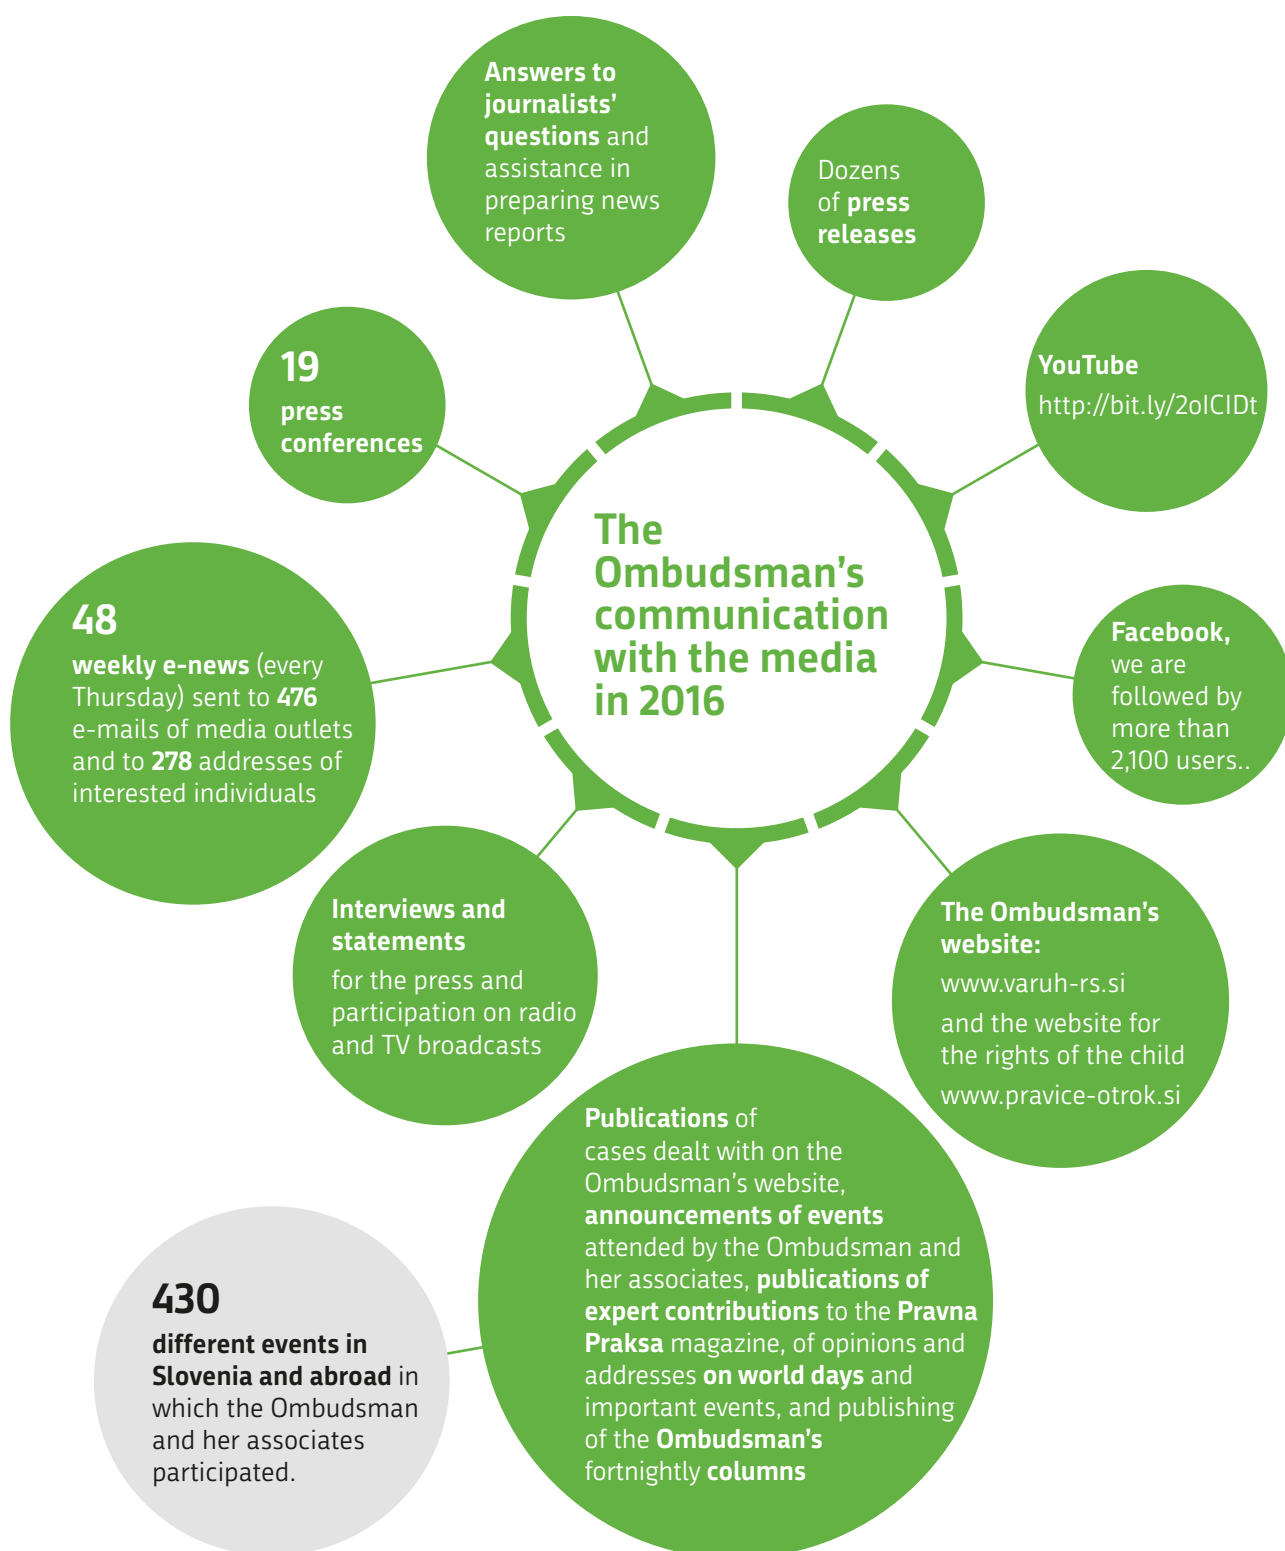 Answers to
journalists’
questions and
assistance in
preparing news
reports
Dozens
of press
releases
19
press
conferences
YouTube
http://bit.ly/2oICIDt
The
Ombudsman’s
communication
with the media
in 2016
48
weekly e-news (every
Thursday) sent to 476
e-mails of media outlets
and to 278 addresses of
interested individuals
Facebook,
we are
followed by
more than
2,100 users..
Interviews and
statements
for the press and
participation on radio
and TV broadcasts
The Ombudsman’s
website:
www.varuh-rs.si
and the website for
the rights of the child
www.pravice-otrok.si
Publications of
cases dealt with on the
Ombudsman’s website,
announcements of events
attended by the Ombudsman and
her associates, publications of
expert contributions to the Pravna
Praksa magazine, of opinions and
addresses on world days and
important events, and publishing
of the Ombudsman’s
fortnightly columns
430
different events in
Slovenia and abroad in
which the Ombudsman
and her associates
participated.